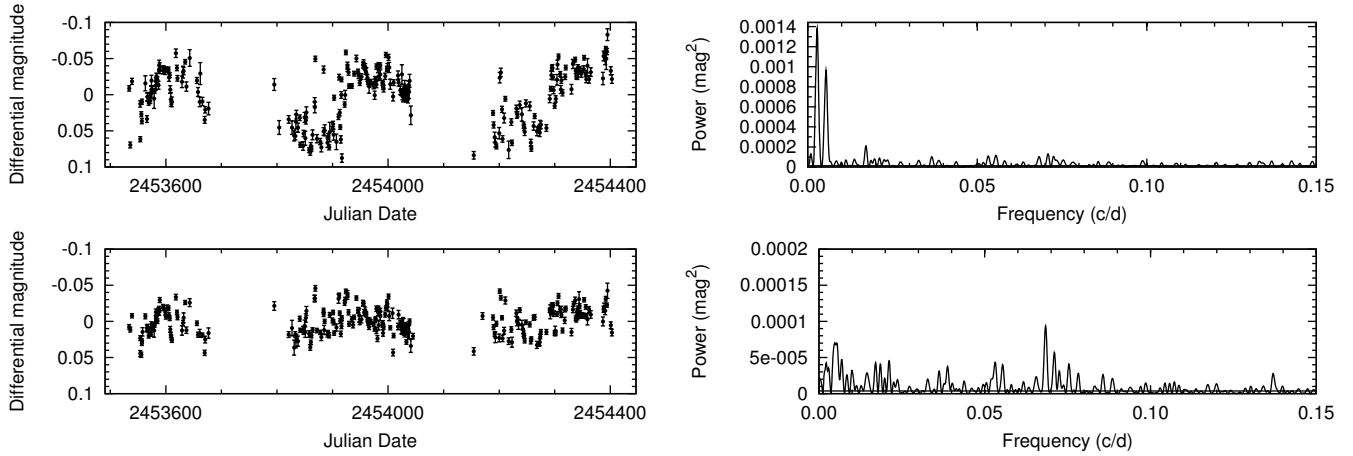 Differential magnitude
-0.1
-0.05
0
0.05
0.1
2453600 2454000 2454400
Julian Date
Power (mag2)
0.0014
0.0012
0.001
0.0008
0.0006
0.0004
0.0002
0
0.00 0.05 0.10 0.15
Frequency (c/d)
Differential magnitude
-0.1
-0.05
0
0.05
0.1
2453600 2454000 2454400
Julian Date
Power (mag2)
0.0002
0.00015
0.0001
5e-005
0
0.00 0.05 0.10 0.15
Frequency (c/d)